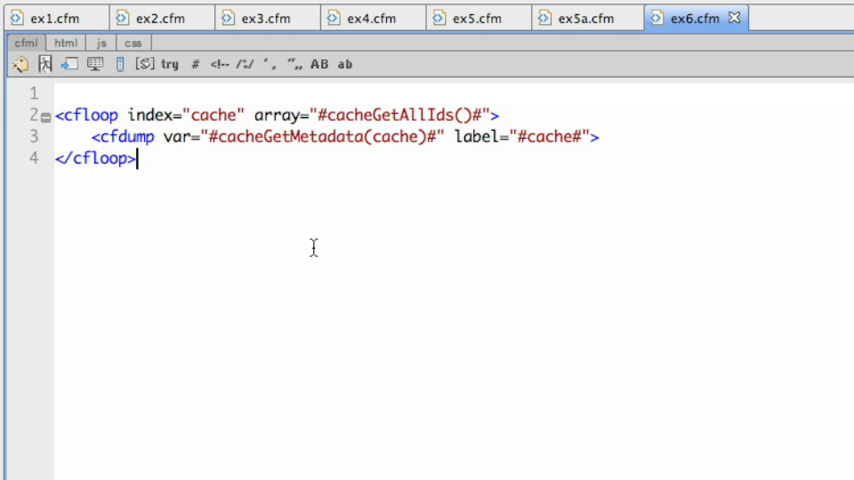 ex1.cfm ex2.cfm ex3.cfm ex4.cfm ex5.cfm ex5a.cfm ex6.cfm
cfml html js css
try # <!-- /*/ ‘, “,, AB ab
1
2 <cfloop index="cache" array="#cacheGetAllIds()#">
3 <cfdump var="#cacheGetMetadata(cache)#" label="#cache#">
4 </cfloop>